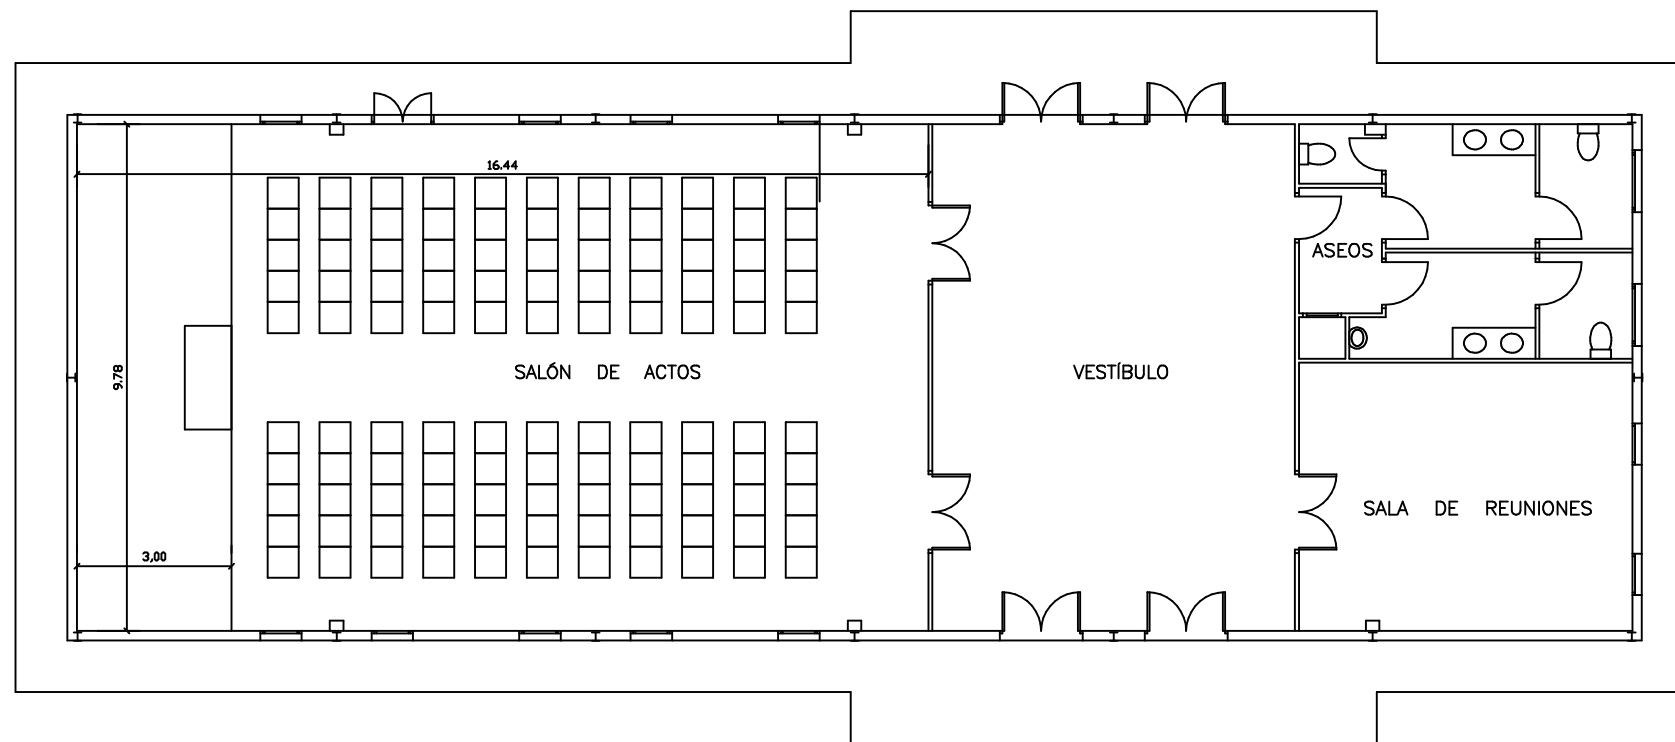 16.44
ASEOS
9.78
SALÓN DE ACTOS
VESTÍBULO
SALA DE REUNIONES
3,00